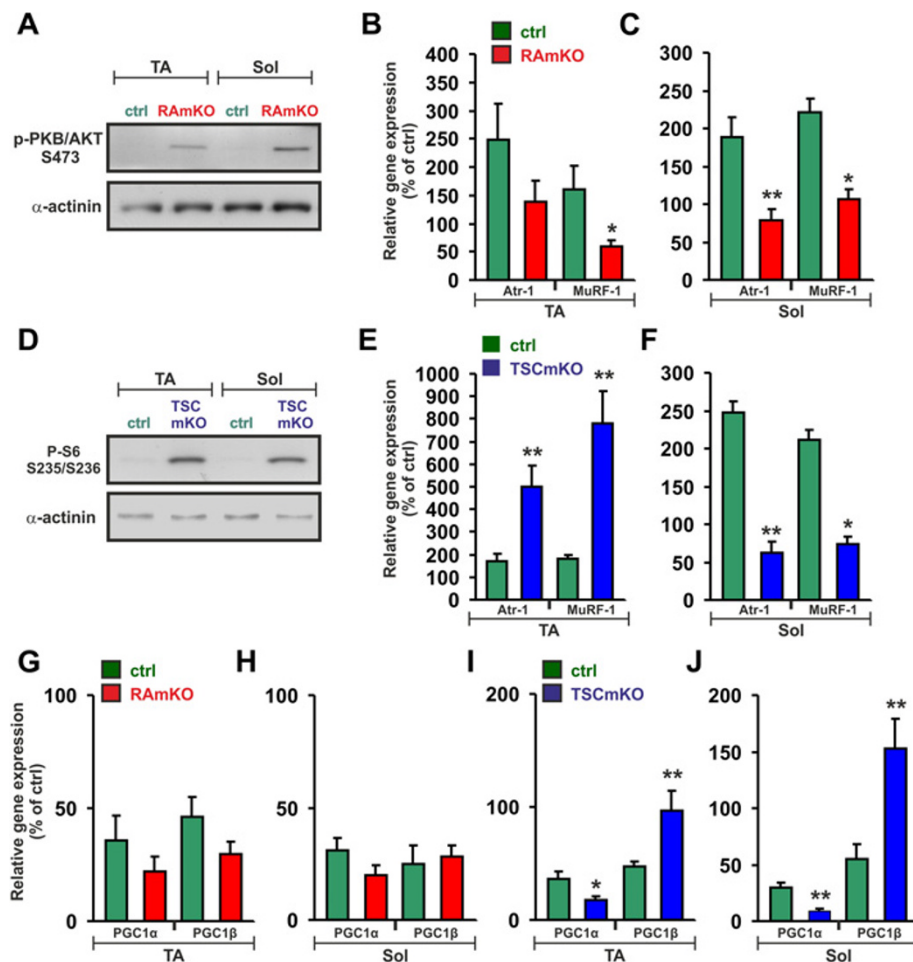 A
TA Sol
ctrl RAmKO ctrl RAmKO
p-PKB/AKT
S473
α-actinin
B
ctrl
RAmKO
Relative gene expression
(% of ctrl)
400
350
300
250
200
150
100
50
0
*
Atr-1 MuRF-1
TA
C
300
250
200
150
100
50
0
**
*
Atr-1 MuRF-1
Sol
D
TA Sol
ctrl TSC mKO ctrl TSC mKO
P-S6
S235/S236
α-actinin
E
ctrl
TSCmKO
Relative gene expression
(% of ctrl)
1000
900
800
700
600
500
400
300
200
100
0
**
**
Atr-1 MuRF-1
TA
F
300
250
200
150
100
50
0
**
*
Atr-1 MuRF-1
Sol
G
ctrl
RAmKO
Relative gene expression
(% of ctrl)
100
50
0
PGC1α PGC1β
TA
H
100
50
0
PGC1α PGC1β
Sol
I
ctrl
TSCmKO
200
100
0
*
**
PGC1α PGC1β
TA
J
200
150
100
50
0
**
**
PGC1α PGC1β
Sol